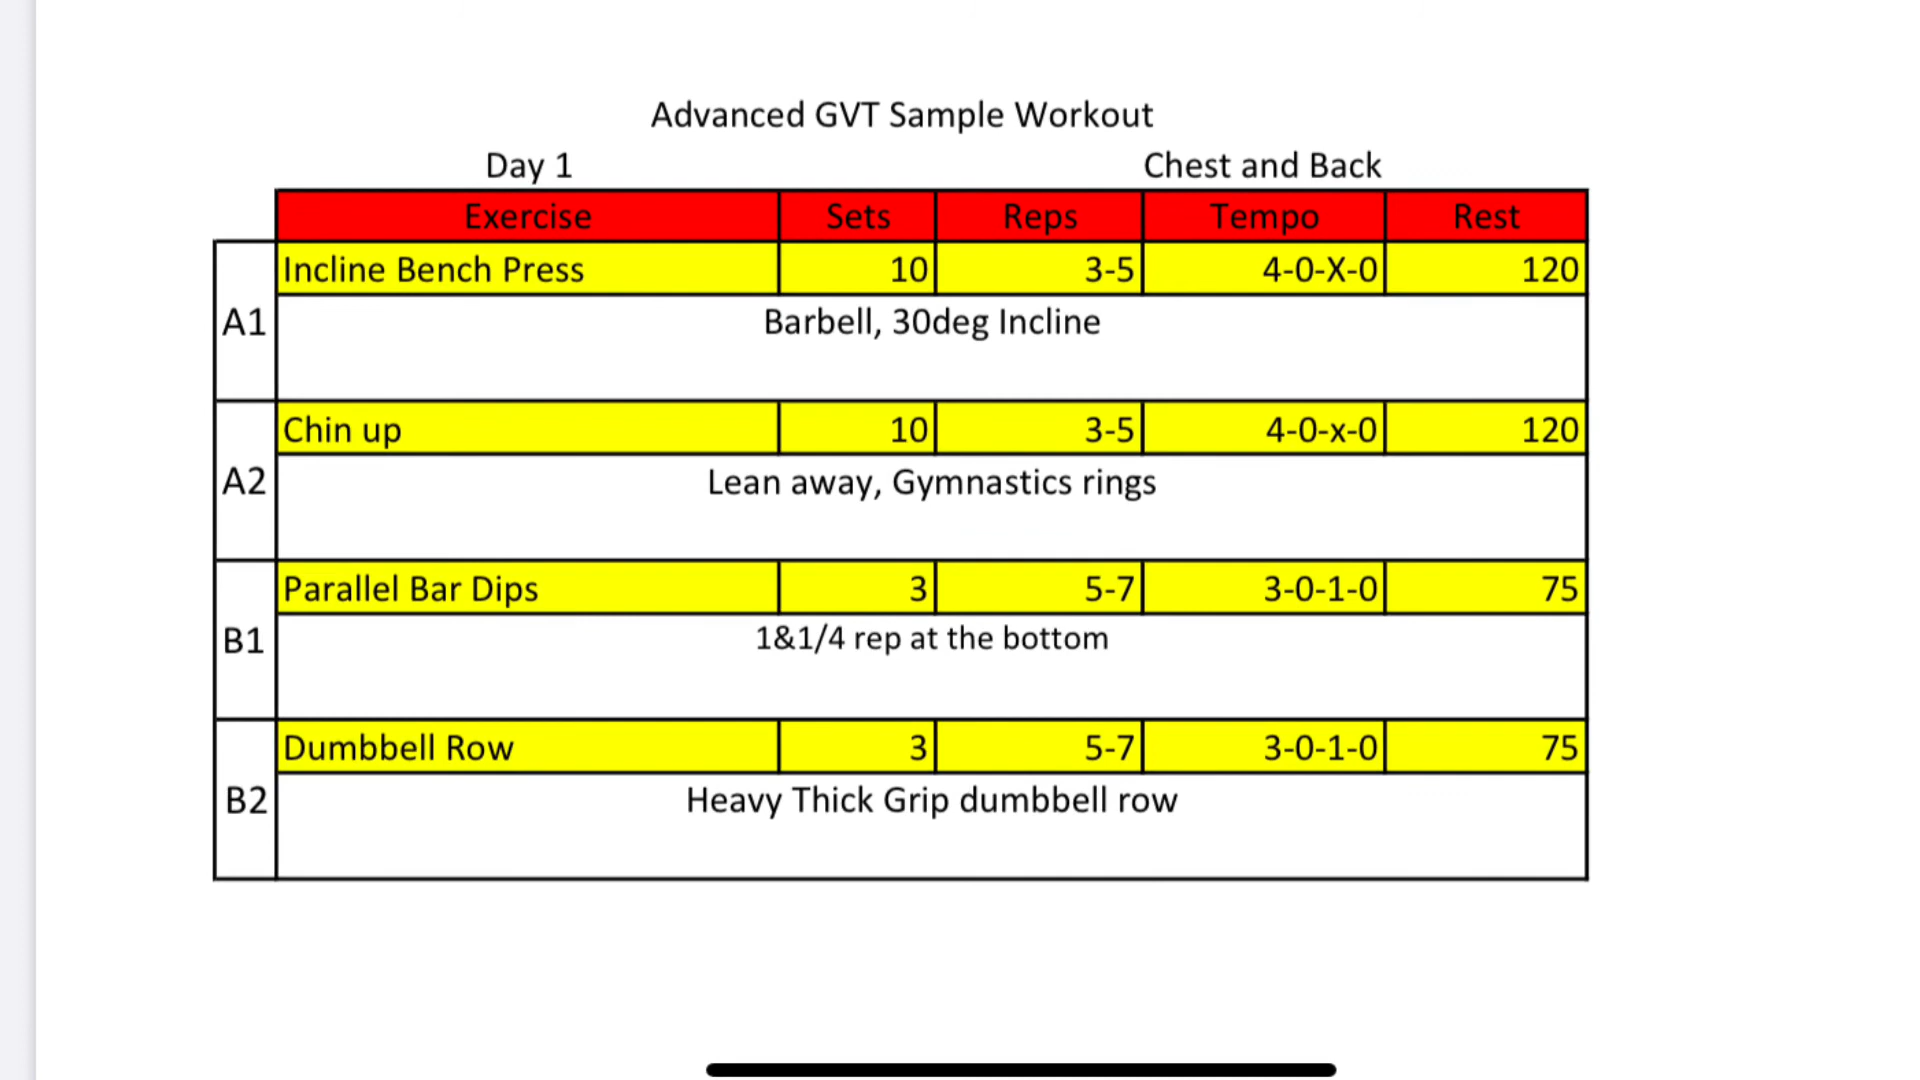 Advanced GVT Sample Workout
Day 1 Chest and Back
Exercise Sets Reps Tempo Rest
Incline Bench Press 10 3-5 4-0-X-0 120
A1 Barbell, 30deg Incline
Chin up 10 3-5 4-0-x-0 120
A2 Lean away, Gymnastics rings
Parallel Bar Dips 3 5-7 3-0-1-0 75
B1 1&1/4 rep at the bottom
Dumbbell Row 3 5-7 3-0-1-0 75
B2 Heavy Thick Grip dumbbell row